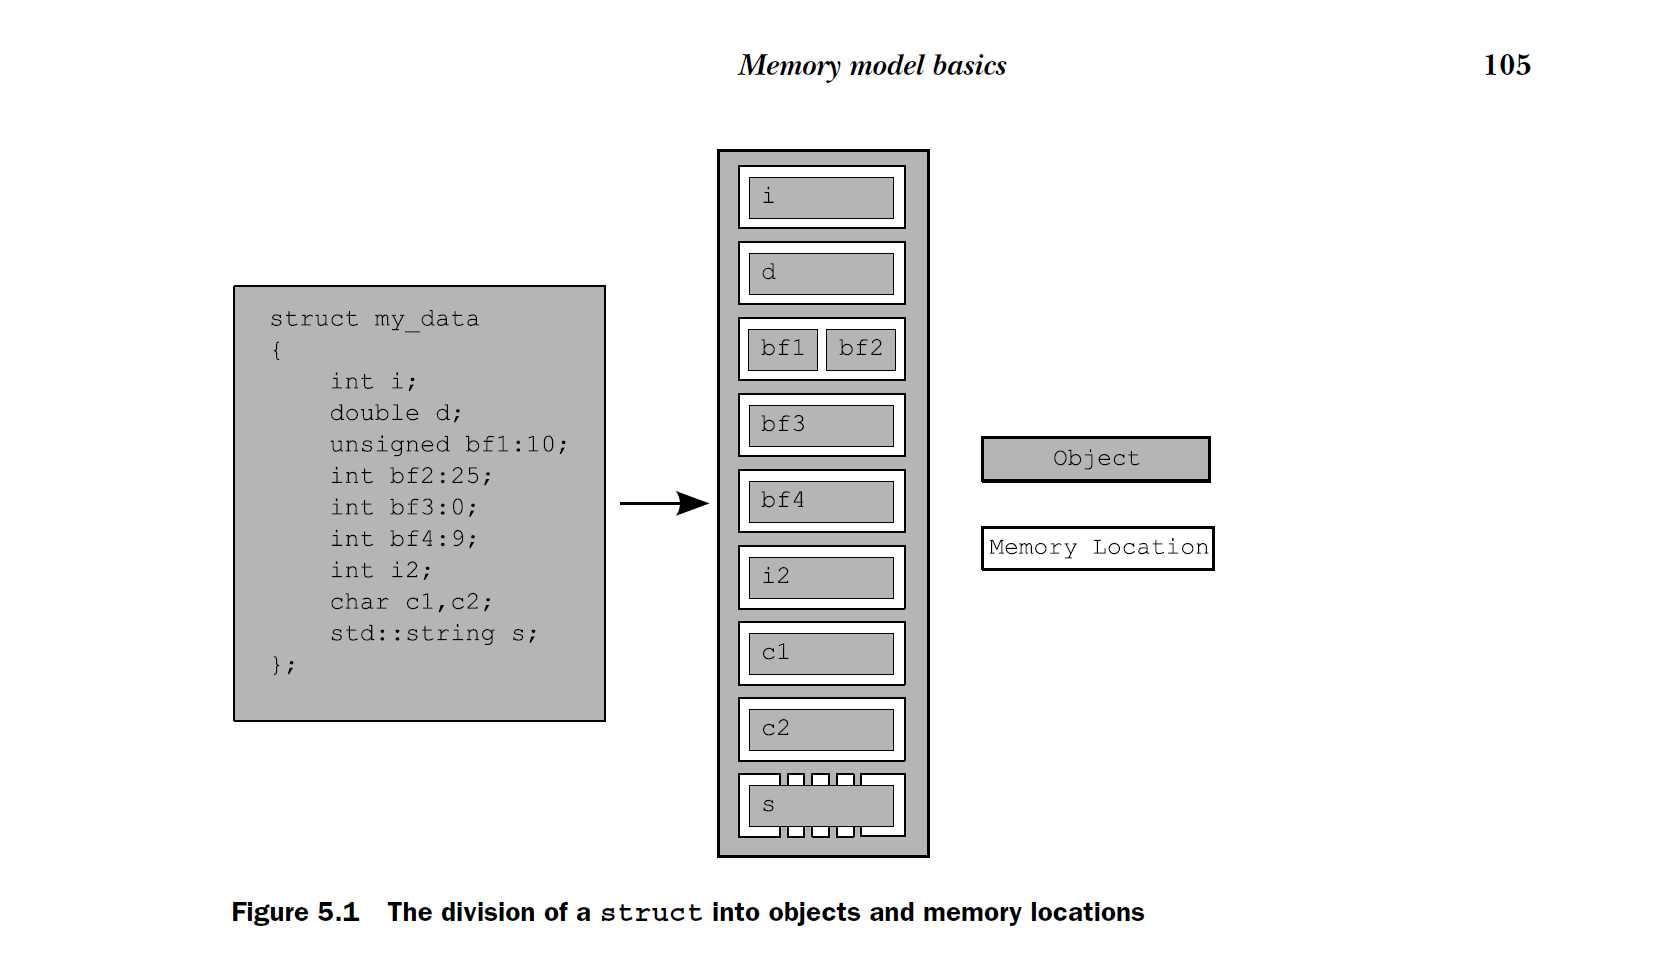 Memory model basics 105
struct my_data
{
int i;
double d;
unsigned bf1:10;
int bf2:25;
int bf3:0;
int bf4:9;
int i2;
char c1,c2;
std::string s;
};
i
d
bf1 bf2
bf3
bf4
i2
c1
c2
s
Object
Memory Location
Figure 5.1 The division of a struct into objects and memory locations